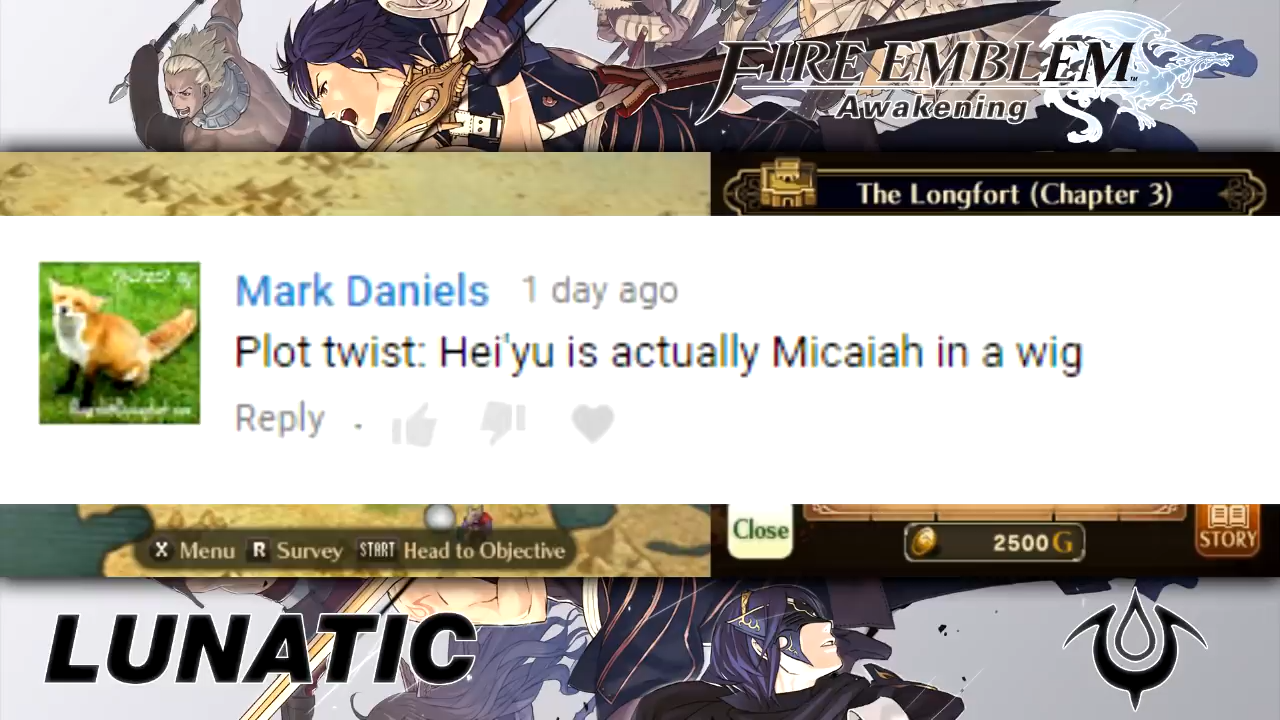 FIRE EMBLEM
Awakening
The Longfort (Chapter 3)
Mark Daniels 1 day ago
Plot twist: Hei'yu is actually Micaiah in a wig
Reply
X Menu R Survey START Head to Objective
Close
2500 G
STORY
LUNATIC